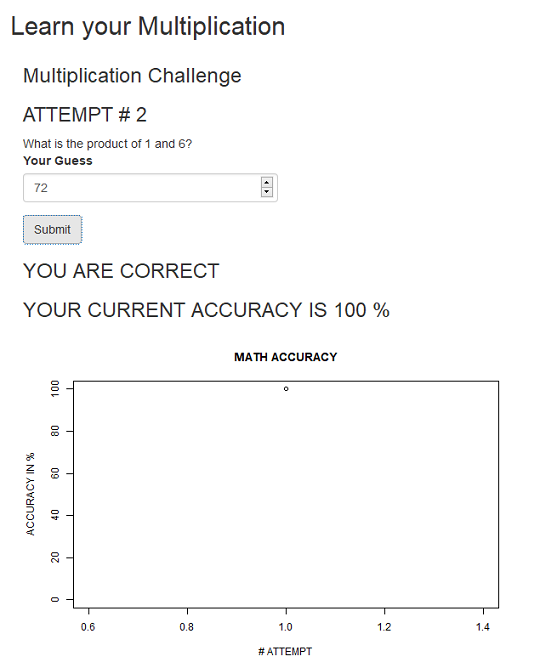 Learn your Multiplication
Multiplication Challenge
ATTEMPT # 2
What is the product of 1 and 6?
Your Guess
72
Submit
YOU ARE CORRECT
YOUR CURRENT ACCURACY IS 100 %
MATH ACCURACY
ACCURACY IN %
100
80
60
40
20
0
0.6 0.8 1.0 1.2 1.4
# ATTEMPT